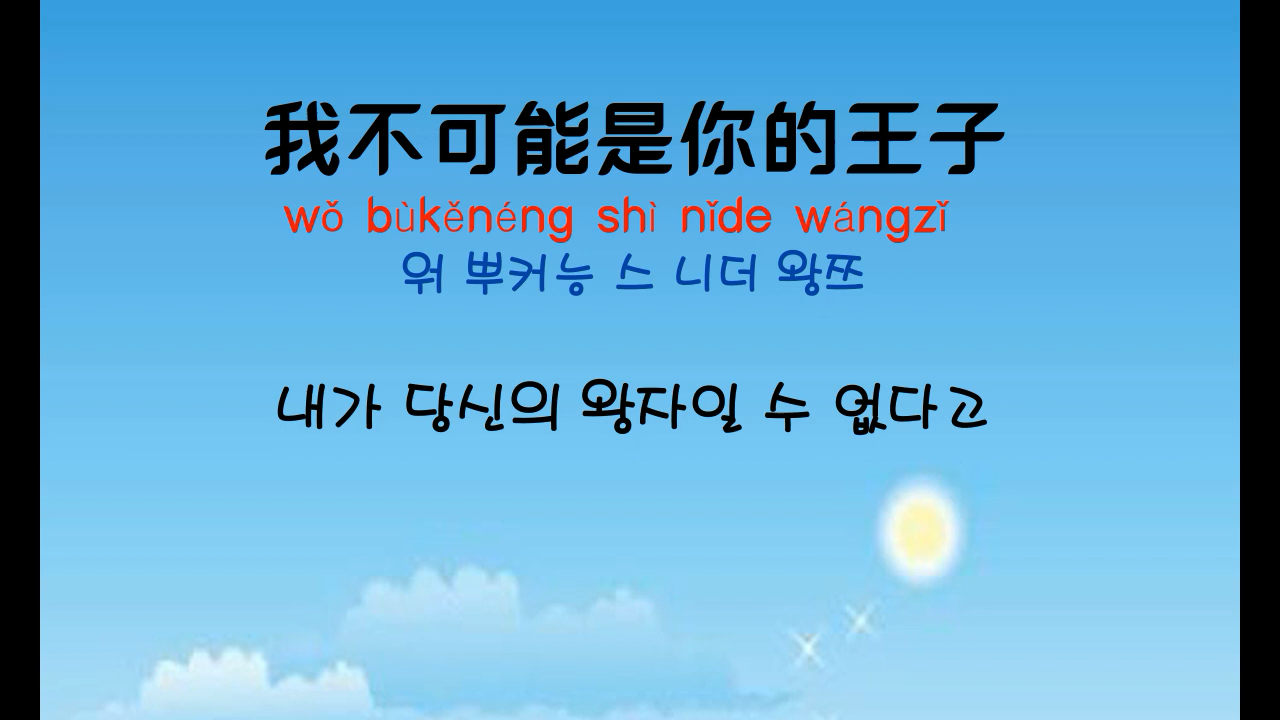 我不可能是你的王子
wǒ bùkěnéng shì nǐde wángzǐ
워 뿌커능 스 니더 왕쯔
내가 당신의 왕자일 수 없다고